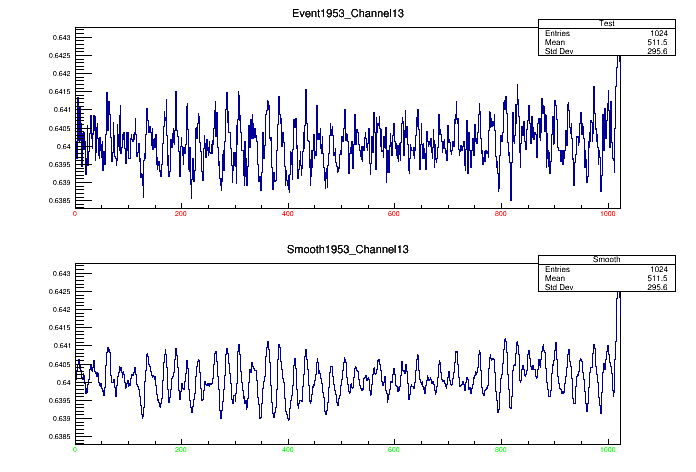 Event1953_Channel13
Test
Entries 1024
Mean 511.5
Std Dev 295.6
0.643
0.6425
0.642
0.6415
0.641
0.6405
0.64
0.6395
0.639
0.6385
0 200 400 600 800 1000
Smooth1953_Channel13
Smooth
Entries 1024
Mean 511.5
Std Dev 295.6
0.643
0.6425
0.642
0.6415
0.641
0.6405
0.64
0.6395
0.639
0.6385
0 200 400 600 800 1000